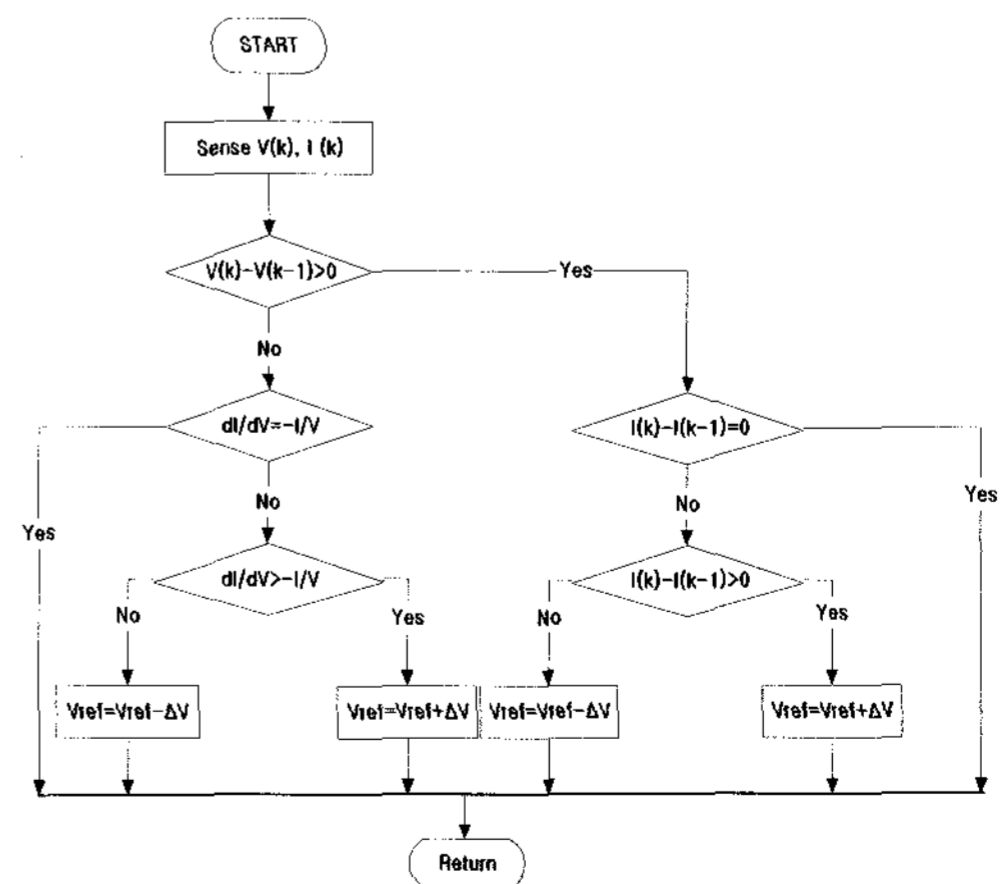 START
Sense V(k), I (k)
V(k)-V(k-1)>0
Yes
No
dI/dV=-I/V
I(k)-I(k-1)=0
No
No
Yes
Yes
dI/dV>-I/V
I(k)-I(k-1)>0
No
Yes
No
Yes
Vref=Vref-ΔV
Vref=Vref+ΔV
Vref=Vref-ΔV
Vref=Vref+ΔV
Return